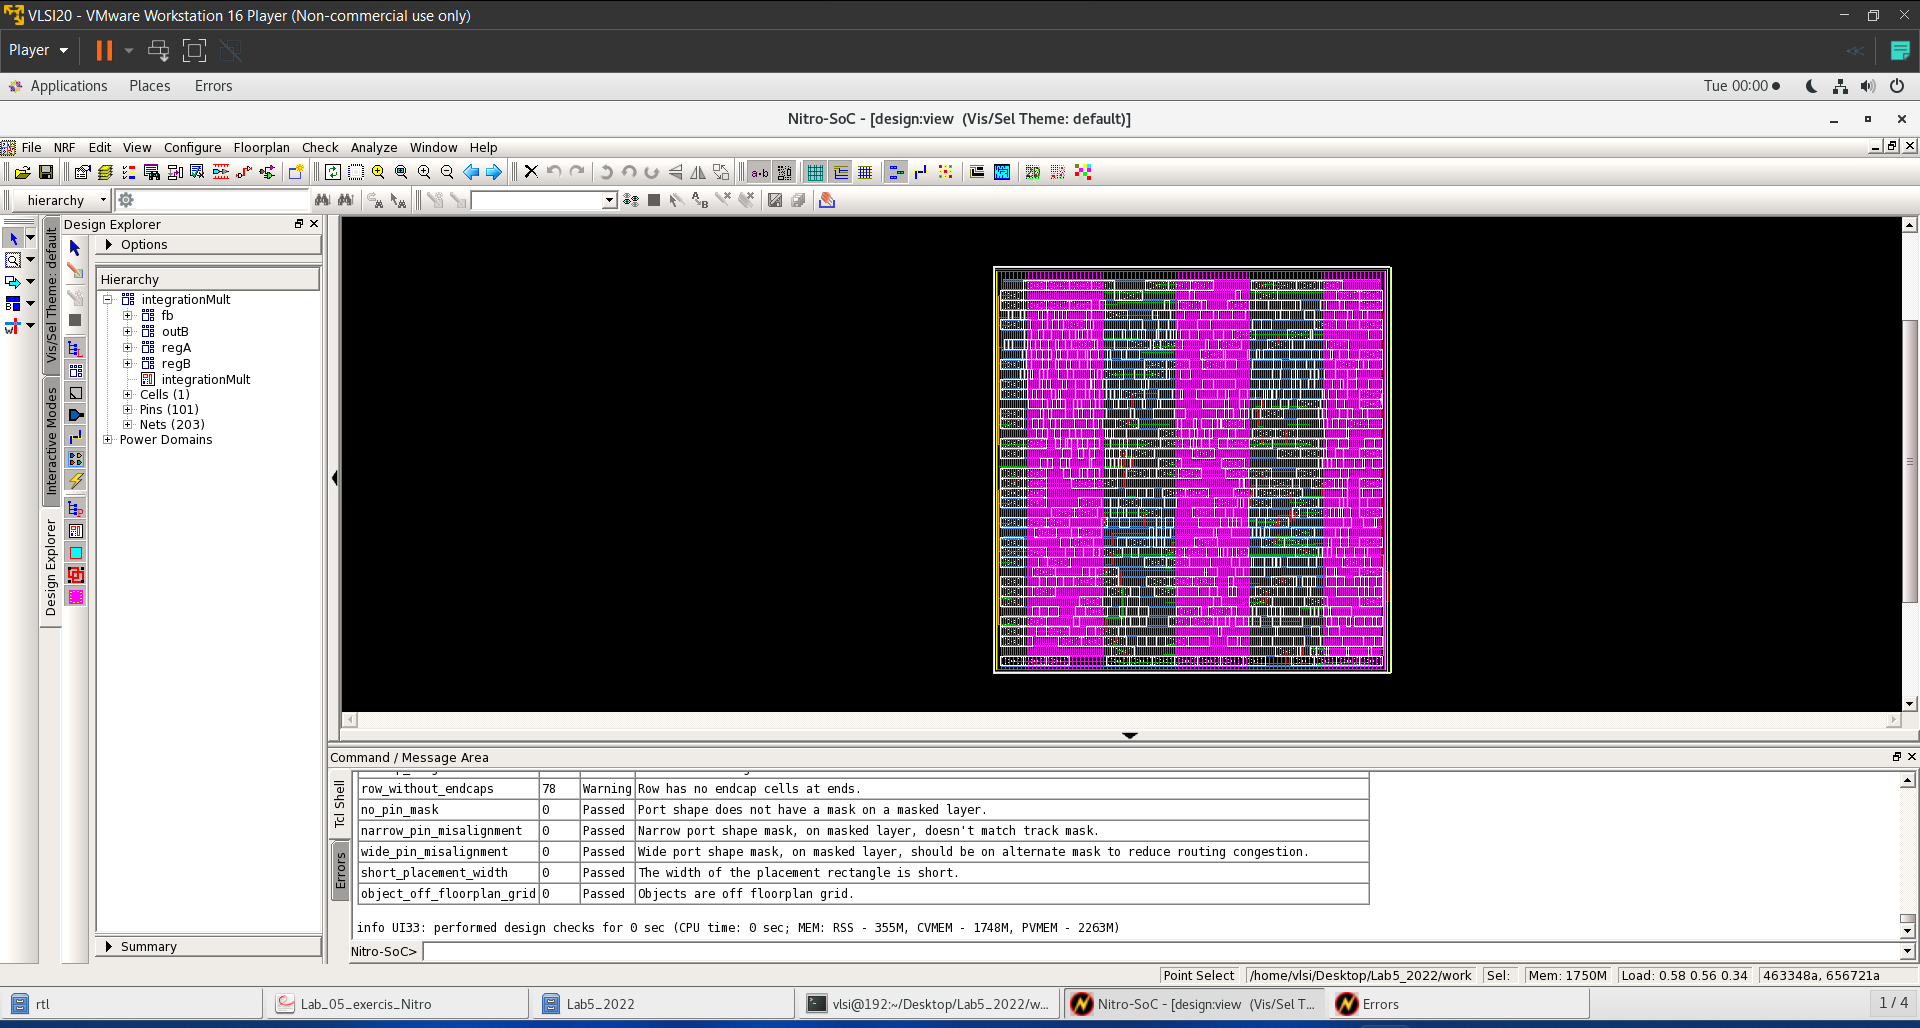 VLSI20 - VMware Workstation 16 Player (Non-commercial use only)
Player
Applications Places Errors Tue 00:00
Nitro-SoC - [design:view (Vis/Sel Theme: default)]
File NRF Edit View Configure Floorplan Check Analyze Window Help
hierarchy
Design Explorer
Options
Vis/Sel Theme: default
Interactive Modes
Design Explorer
Hierarchy
integrationMult
fb
outB
regA
regB
integrationMult
Cells (1)
Pins (101)
Nets (203)
Power Domains
Summary
Command / Message Area
Tcl Shell
Errors
row_without_endcaps 78 Warning Row has no endcap cells at ends.
no_pin_mask 0 Passed Port shape does not have a mask on a masked layer.
narrow_pin_misalignment 0 Passed Narrow port shape mask, on masked layer, doesn't match track mask.
wide_pin_misalignment 0 Passed Wide port shape mask, on masked layer, should be on alternate mask to reduce routing congestion.
short_placement_width 0 Passed The width of the placement rectangle is short.
object_off_floorplan_grid 0 Passed Objects are off floorplan grid.
info UI33: performed design checks for 0 sec (CPU time: 0 sec; MEM: RSS - 355M, CVMEM - 1748M, PVMEM - 2263M)
Nitro-SoC>
Point Select /home/vlsi/Desktop/Lab5_2022/work Sel: Mem: 1750M Load: 0.58 0.56 0.34 463348a, 656721a
rtl Lab_05_exercis_Nitro Lab5_2022 vlsi@192:~/Desktop/Lab5_2022/w... Nitro-SoC - [design:view (Vis/Sel T... Errors 1 / 4